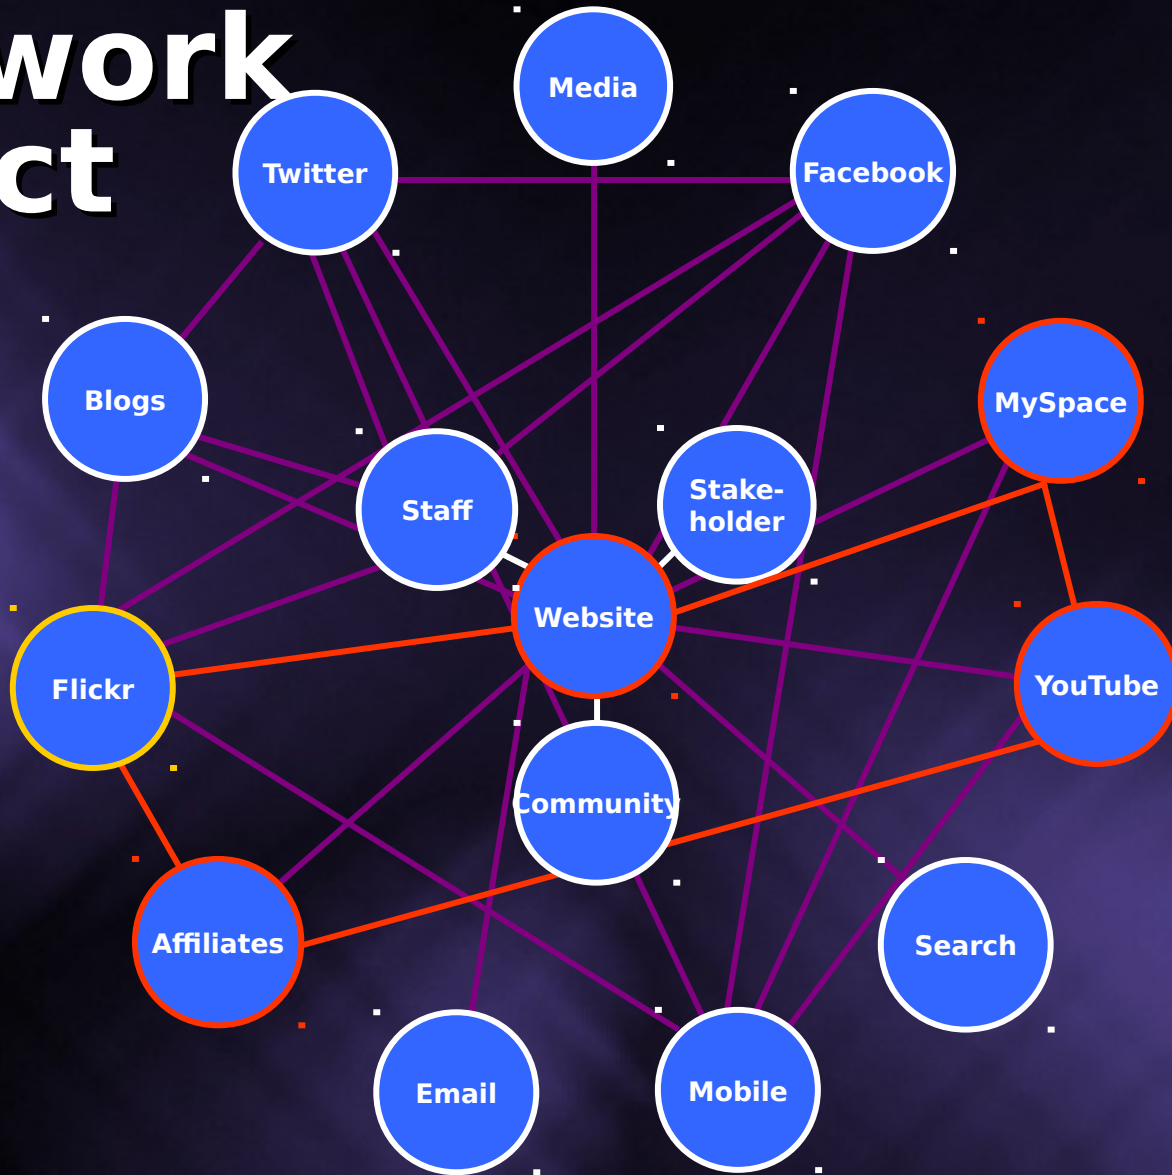 work
ct
Media
Twitter
Facebook
Blogs
MySpace
Staff
Stake-
holder
Website
Flickr
YouTube
Community
Affiliates
Search
Email
Mobile